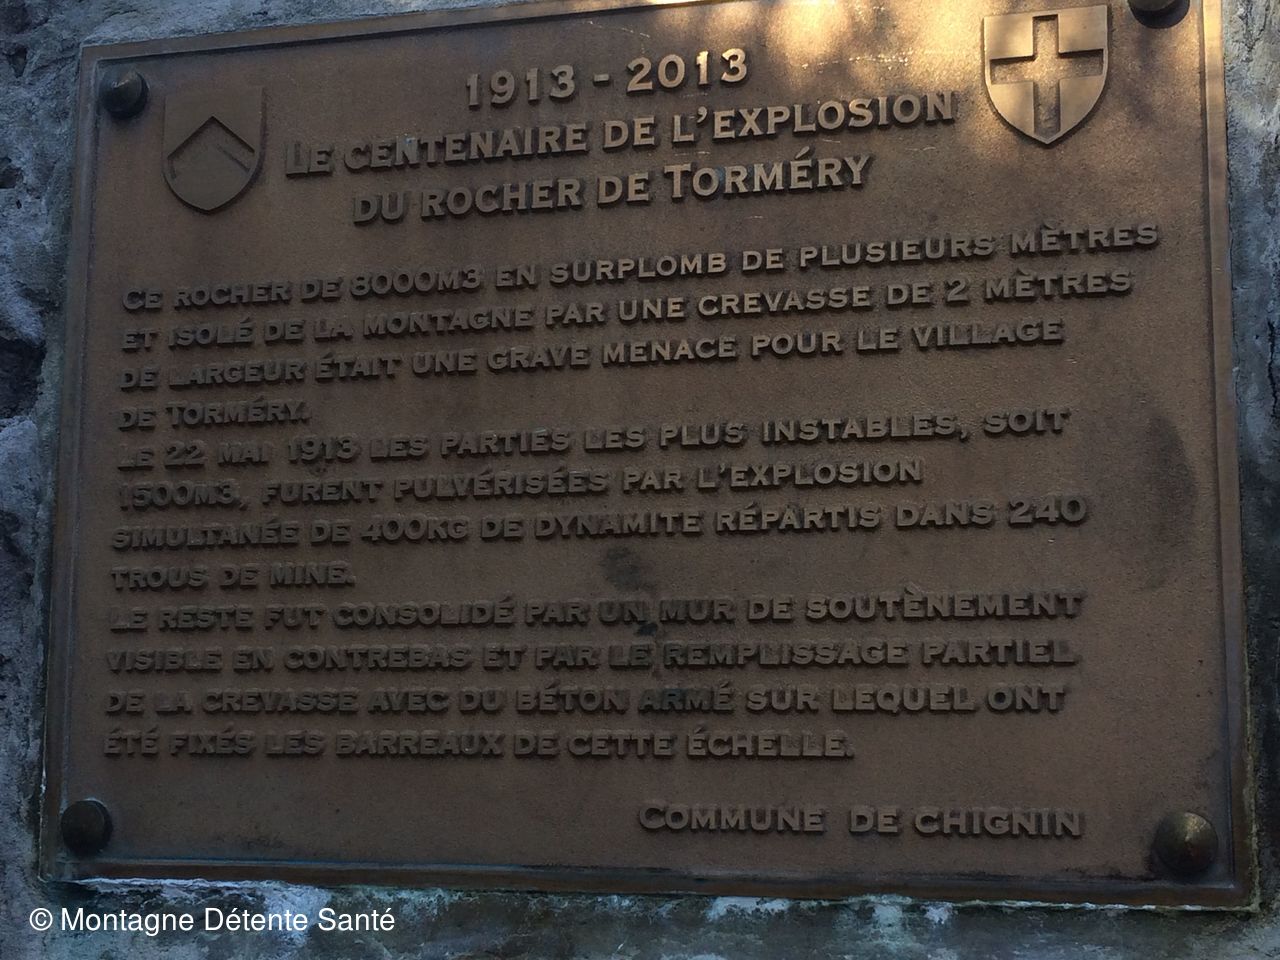 1913 - 2013
LE CENTENAIRE DE L'EXPLOSION
DU ROCHER DE TORMÉRY
CE ROCHER DE 8000M3 EN SURPLOMB DE PLUSIEURS MÈTRES
ET ISOLÉ DE LA MONTAGNE PAR UNE CREVASSE DE 2 MÈTRES
DE LARGEUR ÉTAIT UNE GRAVE MENACE POUR LE VILLAGE
DE TORMÉRY.
LE 22 MAI 1913 LES PARTIES LES PLUS INSTABLES, SOIT
1500M3, FURENT PULVÉRISÉES PAR L'EXPLOSION
SIMULTANÉE DE 400KG DE DYNAMITE RÉPARTIS DANS 240
TROUS DE MINE.
LE RESTE FUT CONSOLIDÉ PAR UN MUR DE SOUTÈNEMENT
VISIBLE EN CONTREBAS ET PAR LE REMPLISSAGE PARTIEL
DE LA CREVASSE AVEC DU BÉTON ARMÉ SUR LEQUEL ONT
ÉTÉ FIXÉS LES BARREAUX DE CETTE ÉCHELLE.
COMMUNE DE CHIGNIN
© Montagne Détente Santé